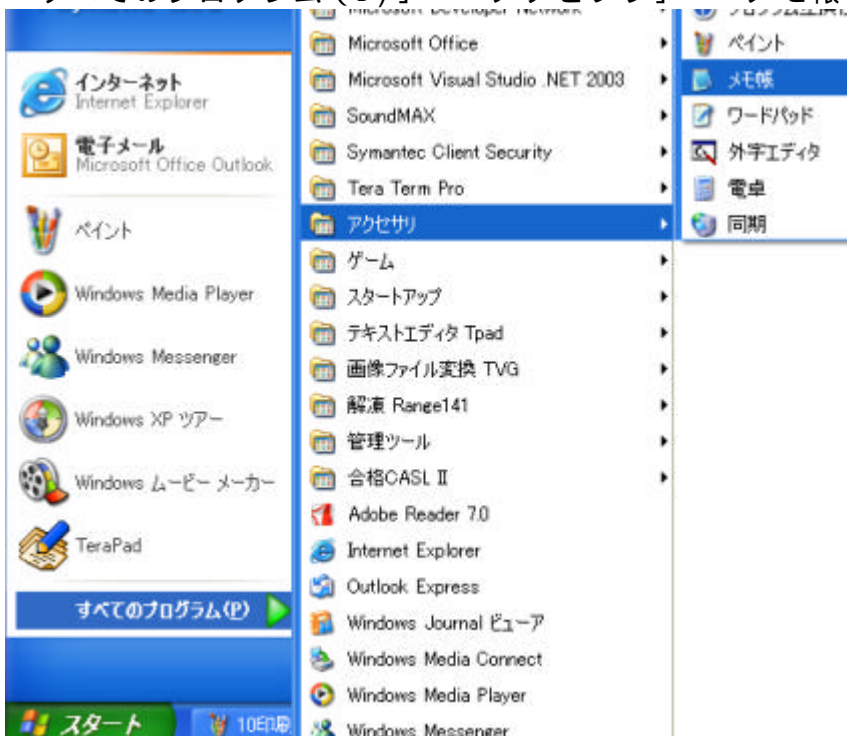 Microsoft Developer Network
Microsoft Office
Microsoft Visual Studio .NET 2003
SoundMAX
Symantec Client Security
Tera Term Pro
アクセサリ
ゲーム
スタートアップ
テキストエディタ Tpad
画像ファイル変換 TVG
解凍 Range141
管理ツール
合格CASL II
Adobe Reader 7.0
Internet Explorer
Outlook Express
Windows Journal ビューア
Windows Media Connect
Windows Media Player
Windows Messenger
ペイント
メモ帳
ワードパッド
外字エディタ
電卓
同期
インターネット
Internet Explorer
電子メール
Microsoft Office Outlook
ペイント
Windows Media Player
Windows Messenger
Windows XP ツアー
Windows ムービー メーカー
TeraPad
すべてのプログラム(P)
スタート
10印刷